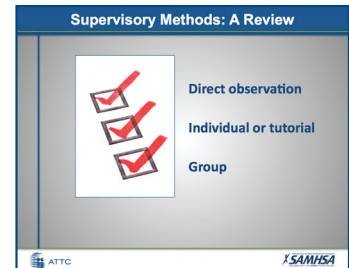 Supervisory Methods: A Review
Direct observation
Individual or tutorial
Group
ATTC
SAMHSA